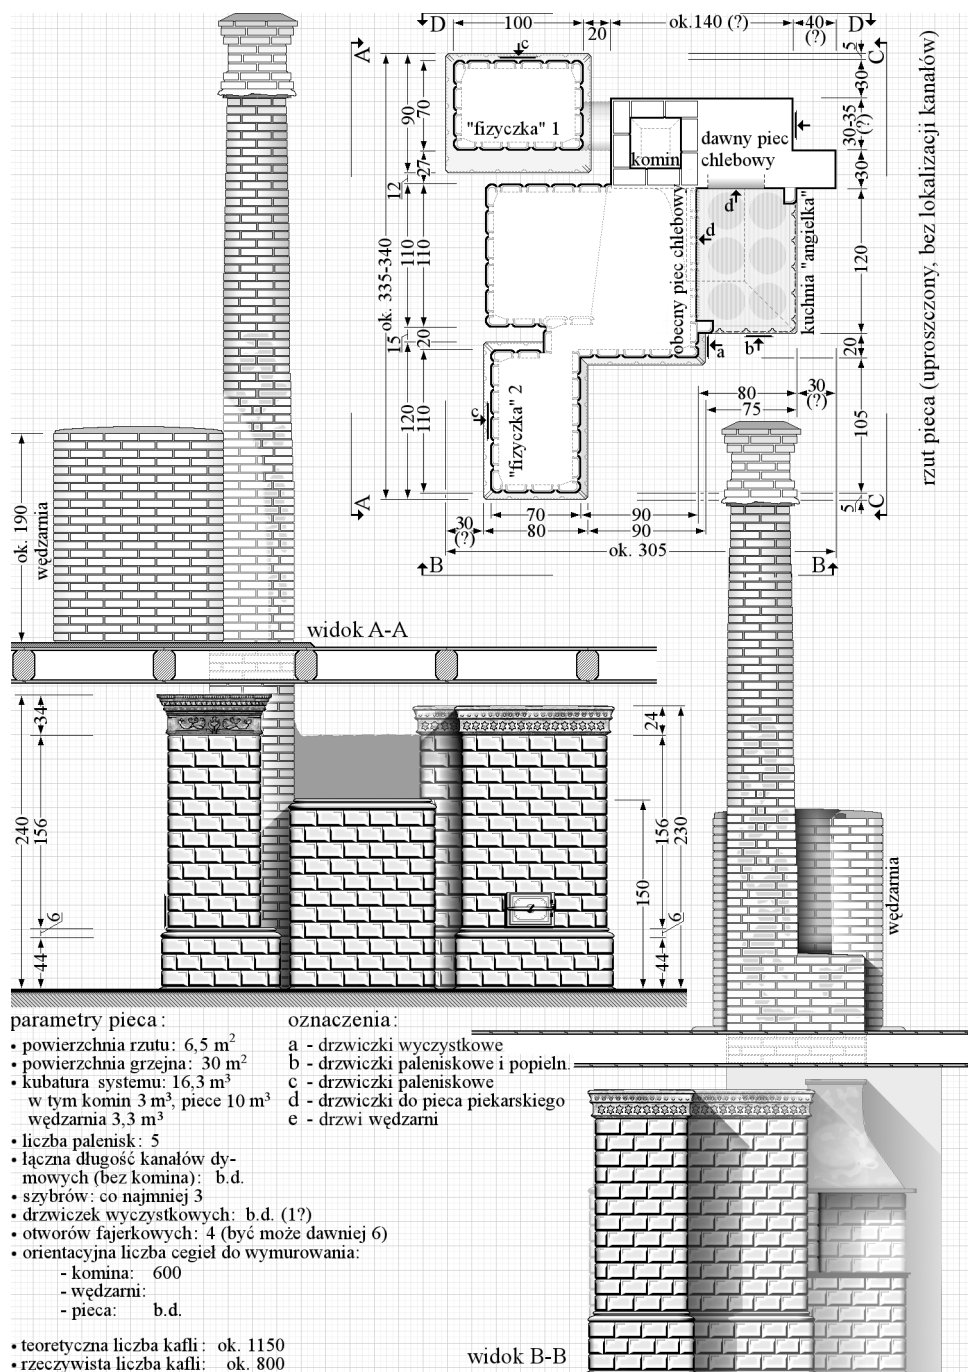 D
100
20
ok.140 (?)
40
(?)
D
A
c
C
5
30
90
70
27
12
"fizyczka" 1
komin
dawny piec
chlebowy
30-35
(?)
30
d
d
ok. 335-340
110
110
obecny piec chlebowy
kuchnia "angielka"
120
15
20
a
b
20
120
110
c
"fizyczka" 2
80
30
(?)
75
105
A
C
5
30
(?)
70
80
90
90
ok. 305
B
B
rzut pieca (uproszczony, bez lokalizacji kanałów)
ok. 190
wędzarnia
widok A-A
34
240
156
6
44
24
156
230
150
6
44
wędzarnia
parametry pieca:
• powierzchnia rzutu: 6,5 m²
• powierzchnia grzejna: 30 m²
• kubatura systemu: 16,3 m³
w tym komin 3 m³, piece 10 m³
wędzarnia 3,3 m³
• liczba palenisk: 5
• łączna długość kanałów dy-
mowych (bez komina): b.d.
• szybrów: co najmniej 3
• drzwiczek wyczystkowych: b.d. (1?)
• otworów fajerkowych: 4 (być może dawniej 6)
• orientacyjna liczba cegieł do wymurowania:
- komina: 600
- wędzarni:
- pieca: b.d.
• teoretyczna liczba kafli: ok. 1150
• rzeczywista liczba kafli: ok. 800
oznaczenia:
a - drzwiczki wyczystkowe
b - drzwiczki paleniskowe i popieln.
c - drzwiczki paleniskowe
d - drzwiczki do pieca piekarskiego
e - drzwi wędzarni
widok B-B